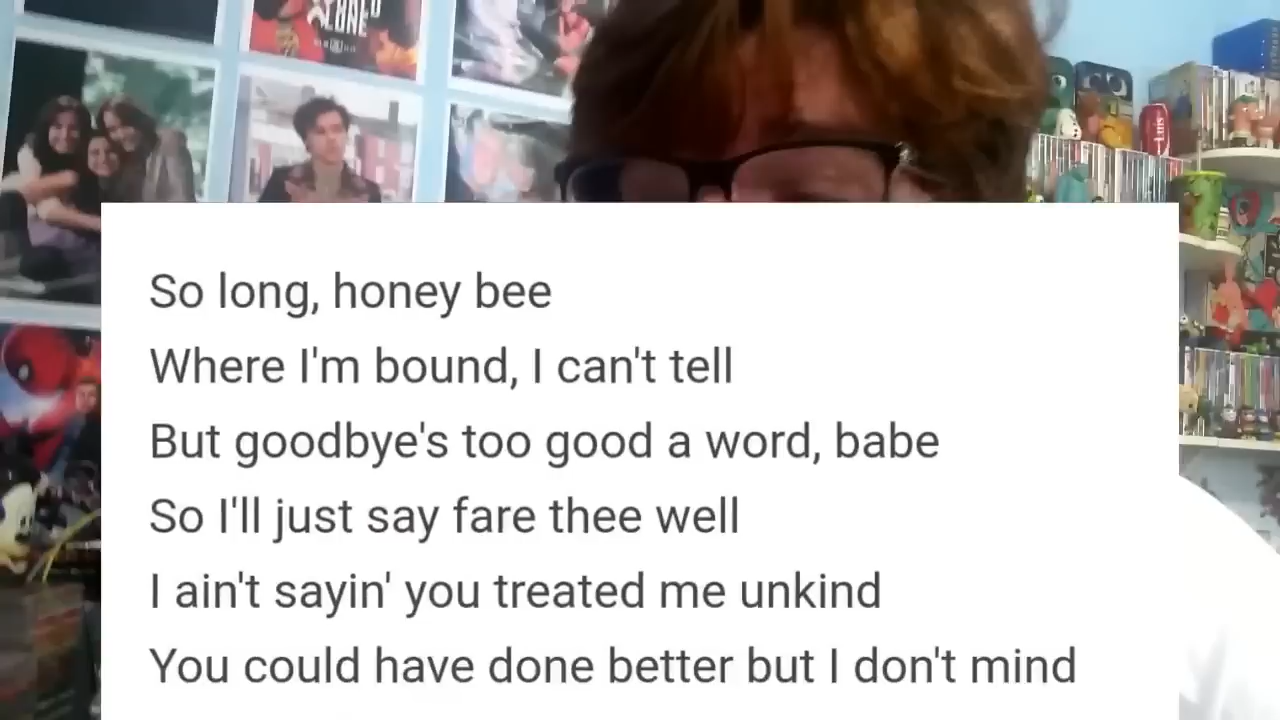 So long, honey bee
Where I'm bound, I can't tell
But goodbye's too good a word, babe
So I'll just say fare thee well
I ain't sayin' you treated me unkind
You could have done better but I don't mind